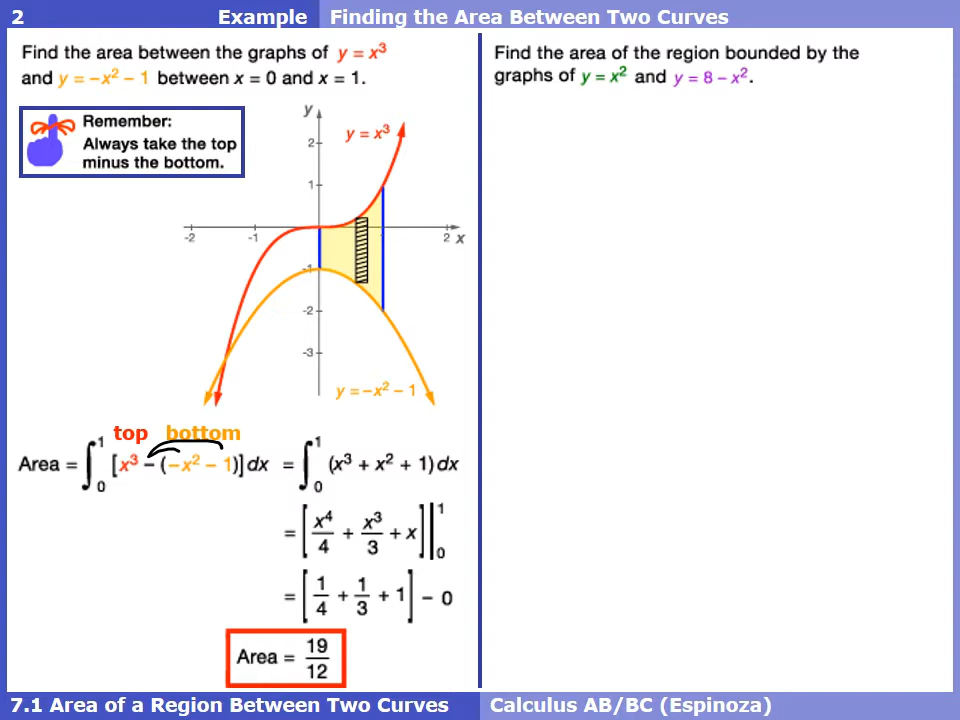 2 Example Finding the Area Between Two Curves
Find the area between the graphs of y = x³
and y = −x² − 1 between x = 0 and x = 1.
Remember:
Always take the top
minus the bottom.
y
2
y = x³
1
-2 -1 2 x
-1
-2
-3
y = −x² − 1
top bottom
Area = ∫₀¹ [x³ − (−x² − 1)] dx = ∫₀¹ (x³ + x² + 1) dx
= [x⁴/4 + x³/3 + x] |₀¹
= [1/4 + 1/3 + 1] − 0
Area = 19/12
Find the area of the region bounded by the
graphs of y = x² and y = 8 − x².
7.1 Area of a Region Between Two Curves Calculus AB/BC (Espinoza)